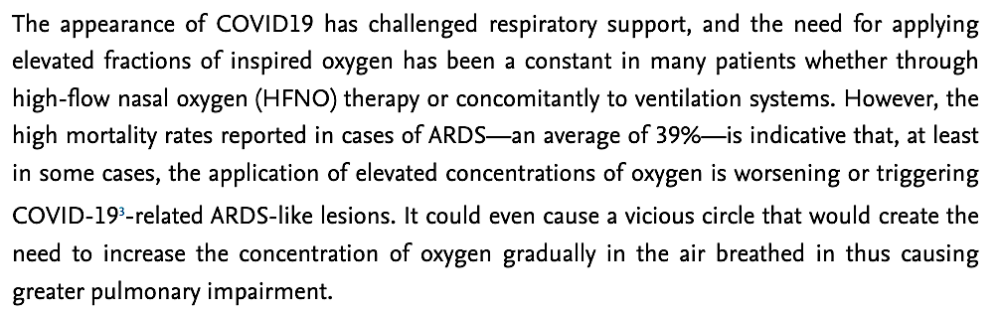 The appearance of COVID19 has challenged respiratory support, and the need for applying
elevated fractions of inspired oxygen has been a constant in many patients whether through
high-flow nasal oxygen (HFNO) therapy or concomitantly to ventilation systems. However, the
high mortality rates reported in cases of ARDS—an average of 39%—is indicative that, at least
in some cases, the application of elevated concentrations of oxygen is worsening or triggering
COVID-19³-related ARDS-like lesions. It could even cause a vicious circle that would create the
need to increase the concentration of oxygen gradually in the air breathed in thus causing
greater pulmonary impairment.